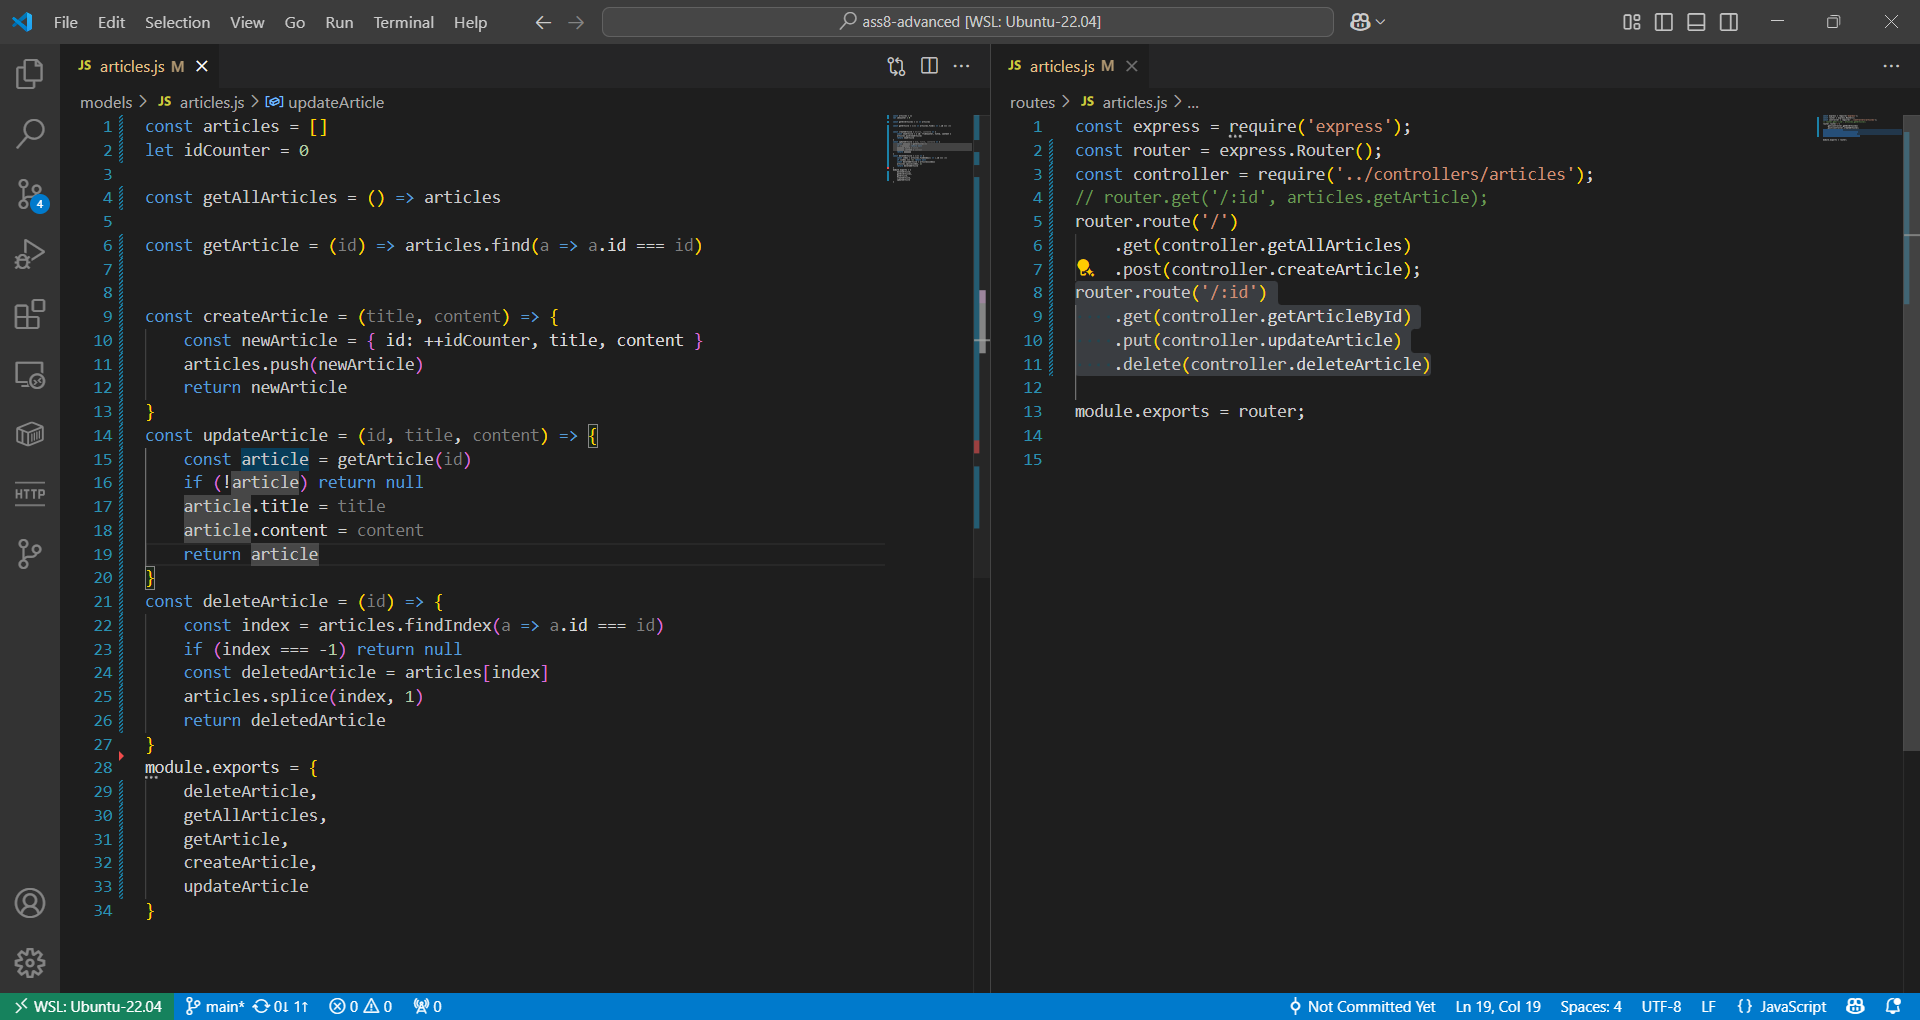 File Edit Selection View Go Run Terminal Help
ass8-advanced [WSL: Ubuntu-22.04]
JS articles.js M
models > JS articles.js > updateArticle
1 const articles = []
2 let idCounter = 0
3
4 const getAllArticles = () => articles
5
6 const getArticle = (id) => articles.find(a => a.id === id)
7
8
9 const createArticle = (title, content) => {
10     const newArticle = { id: ++idCounter, title, content }
11     articles.push(newArticle)
12     return newArticle
13 }
14 const updateArticle = (id, title, content) => {
15     const article = getArticle(id)
16     if (!article) return null
17     article.title = title
18     article.content = content
19     return article
20 }
21 const deleteArticle = (id) => {
22     const index = articles.findIndex(a => a.id === id)
23     if (index === -1) return null
24     const deletedArticle = articles[index]
25     articles.splice(index, 1)
26     return deletedArticle
27 }
28 module.exports = {
29     deleteArticle,
30     getAllArticles,
31     getArticle,
32     createArticle,
33     updateArticle
34 }
JS articles.js M
routes > JS articles.js > ...
1 const express = require('express');
2 const router = express.Router();
3 const controller = require('../controllers/articles');
4 // router.get('/:id', articles.getArticle);
5 router.route('/')
6     .get(controller.getAllArticles)
7     .post(controller.createArticle);
8 router.route('/:id')
9     .get(controller.getArticleById)
10     .put(controller.updateArticle)
11     .delete(controller.deleteArticle)
12
13 module.exports = router;
14
15
4
HTTP
WSL: Ubuntu-22.04 main* 0↓ 1↑ 0 0 0 Not Committed Yet Ln 19, Col 19 Spaces: 4 UTF-8 LF {} JavaScript